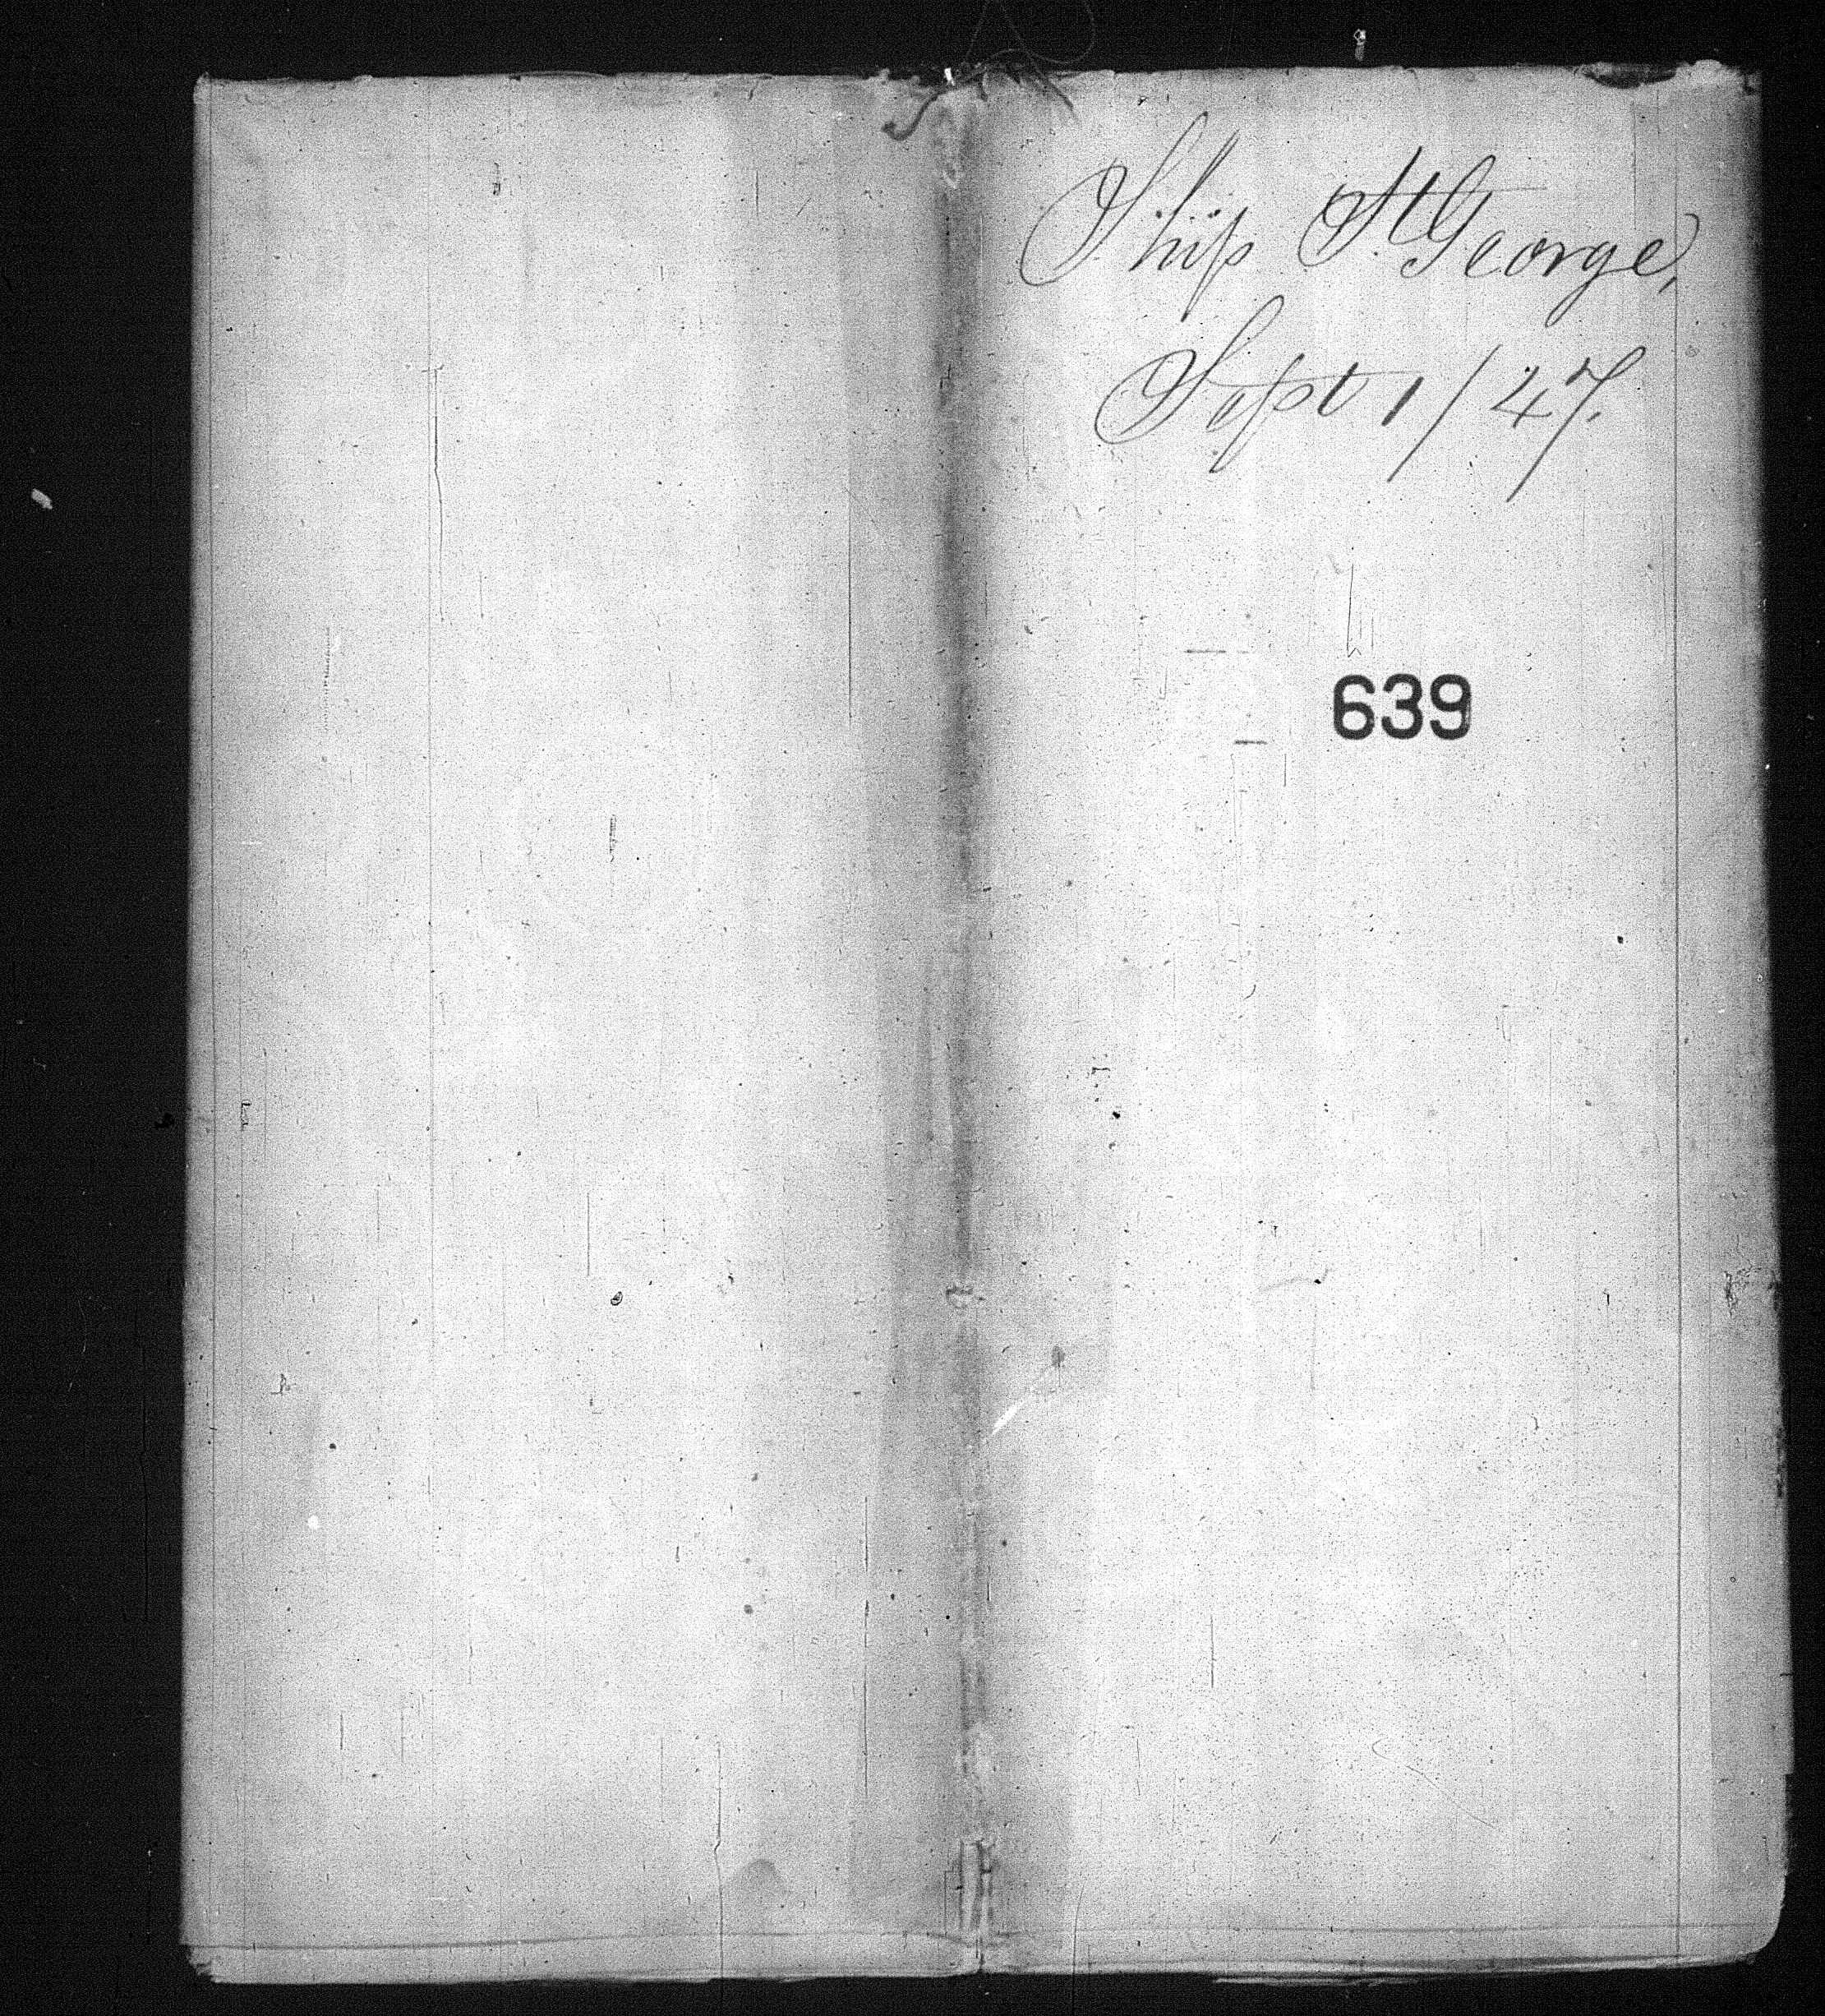 Ship St. George,
Sept 1/47.
639